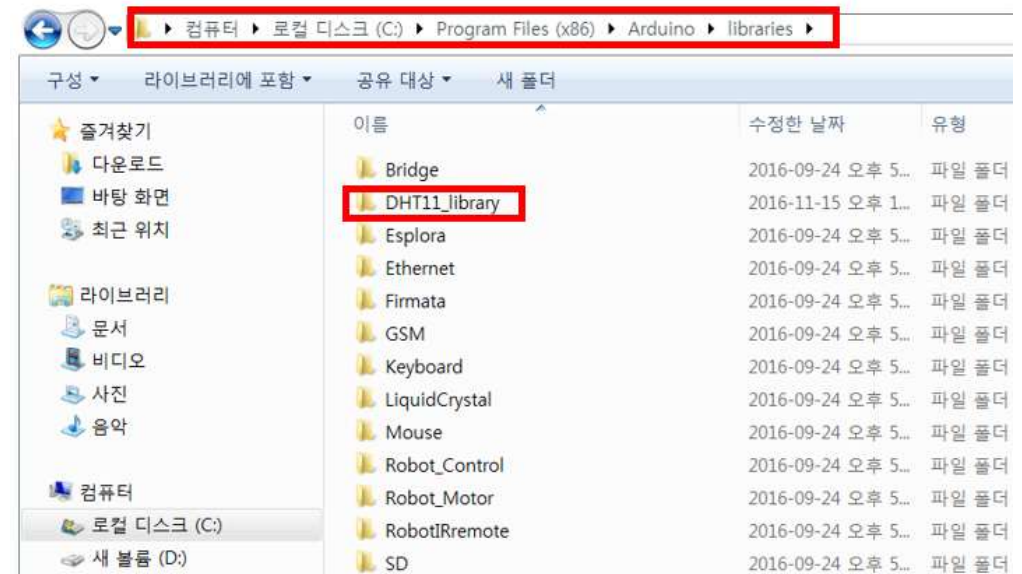 컴퓨터 ▶ 로컬 디스크 (C:) ▶ Program Files (x86) ▶ Arduino ▶ libraries ▶
구성 ▼ 라이브러리에 포함 ▼ 공유 대상 ▼ 새 폴더
즐겨찾기
다운로드
바탕 화면
최근 위치
라이브러리
문서
비디오
사진
음악
컴퓨터
로컬 디스크 (C:)
새 볼륨 (D:)
이름 수정한 날짜 유형
Bridge 2016-09-24 오후 5... 파일 폴더
DHT11_library 2016-11-15 오후 1... 파일 폴더
Esplora 2016-09-24 오후 5... 파일 폴더
Ethernet 2016-09-24 오후 5... 파일 폴더
Firmata 2016-09-24 오후 5... 파일 폴더
GSM 2016-09-24 오후 5... 파일 폴더
Keyboard 2016-09-24 오후 5... 파일 폴더
LiquidCrystal 2016-09-24 오후 5... 파일 폴더
Mouse 2016-09-24 오후 5... 파일 폴더
Robot_Control 2016-09-24 오후 5... 파일 폴더
Robot_Motor 2016-09-24 오후 5... 파일 폴더
RobotIRremote 2016-09-24 오후 5... 파일 폴더
SD 2016-09-24 오후 5... 파일 폴더